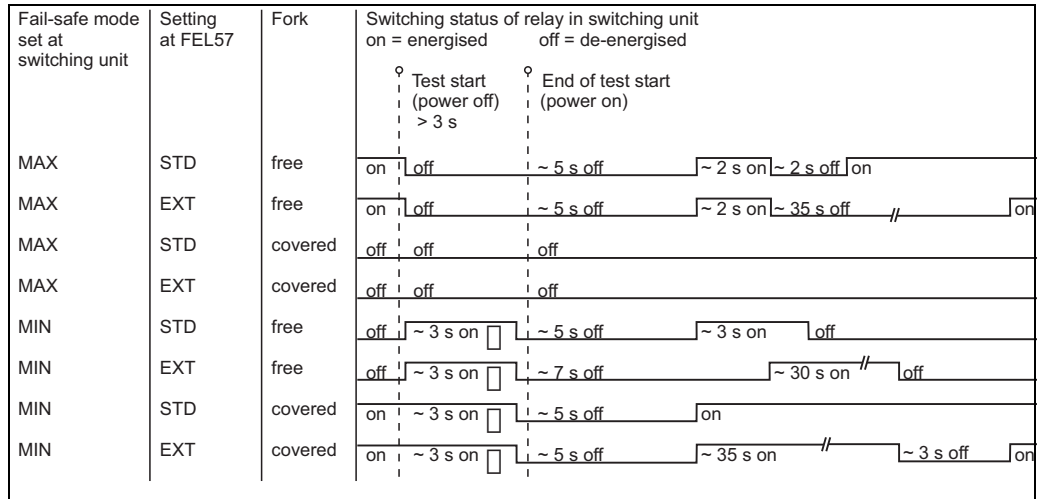 Fail-safe mode set at switching unit
Setting at FEL57
Fork
Switching status of relay in switching unit
on = energised off = de-energised
Test start (power off) > 3 s
End of test start (power on)
MAX STD free on off ~ 5 s off ~ 2 s on ~ 2 s off on
MAX EXT free on off ~ 5 s off ~ 2 s on ~ 35 s off on
MAX STD covered off off off
MAX EXT covered off off off
MIN STD free off ~ 3 s on ~ 5 s off ~ 3 s on off
MIN EXT free off ~ 3 s on ~ 7 s off ~ 30 s on off
MIN STD covered on ~ 3 s on ~ 5 s off on
MIN EXT covered on ~ 3 s on ~ 5 s off ~ 35 s on ~ 3 s off on